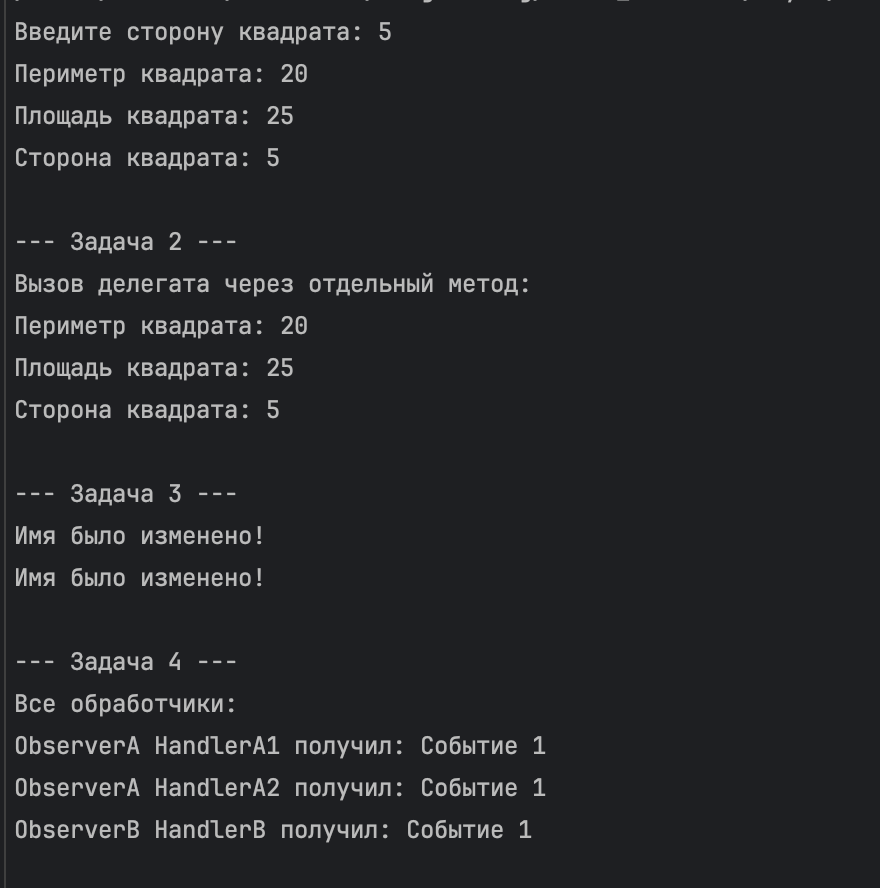 Введите сторону квадрата: 5
Периметр квадрата: 20
Площадь квадрата: 25
Сторона квадрата: 5
--- Задача 2 ---
Вызов делегата через отдельный метод:
Периметр квадрата: 20
Площадь квадрата: 25
Сторона квадрата: 5
--- Задача 3 ---
Имя было изменено!
Имя было изменено!
--- Задача 4 ---
Все обработчики:
ObserverA HandlerA1 получил: Событие 1
ObserverA HandlerA2 получил: Событие 1
ObserverB HandlerB получил: Событие 1